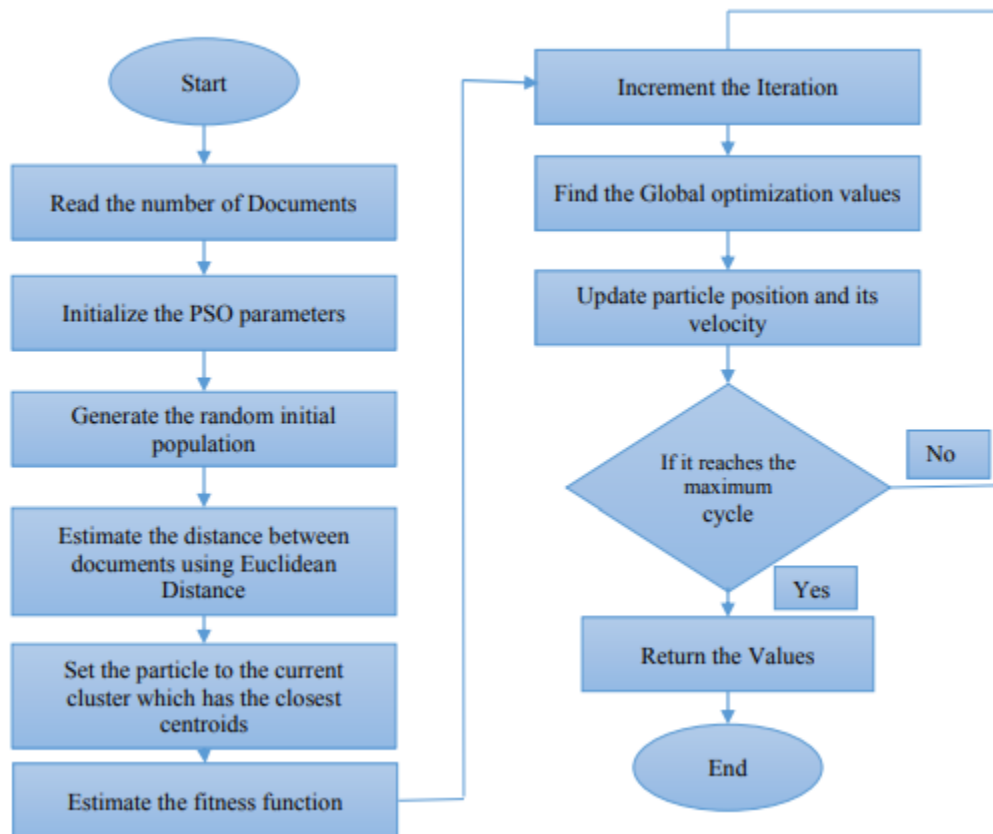 Start
Read the number of Documents
Initialize the PSO parameters
Generate the random initial
population
Estimate the distance between
documents using Euclidean
Distance
Set the particle to the current
cluster which has the closest
centroids
Estimate the fitness function
Increment the Iteration
Find the Global optimization values
Update particle position and its
velocity
If it reaches the
maximum
cycle
No
Yes
Return the Values
End